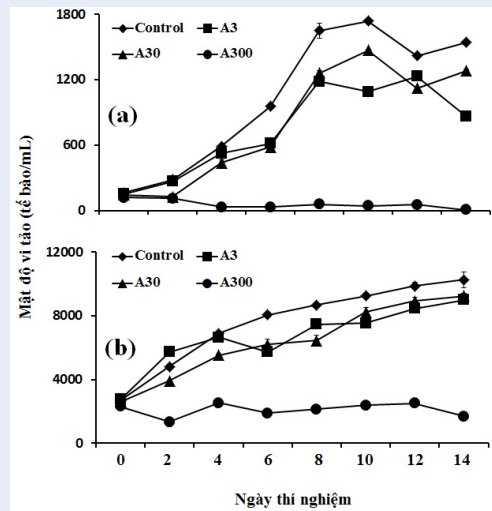 1800
1200
600
0
Control
A3
A30
A300
(a)
Mật độ vi tảo (tế bào/mL)
12000
8000
4000
0
Control
A3
A30
A300
(b)
0 2 4 6 8 10 12 14
Ngày thí nghiệm